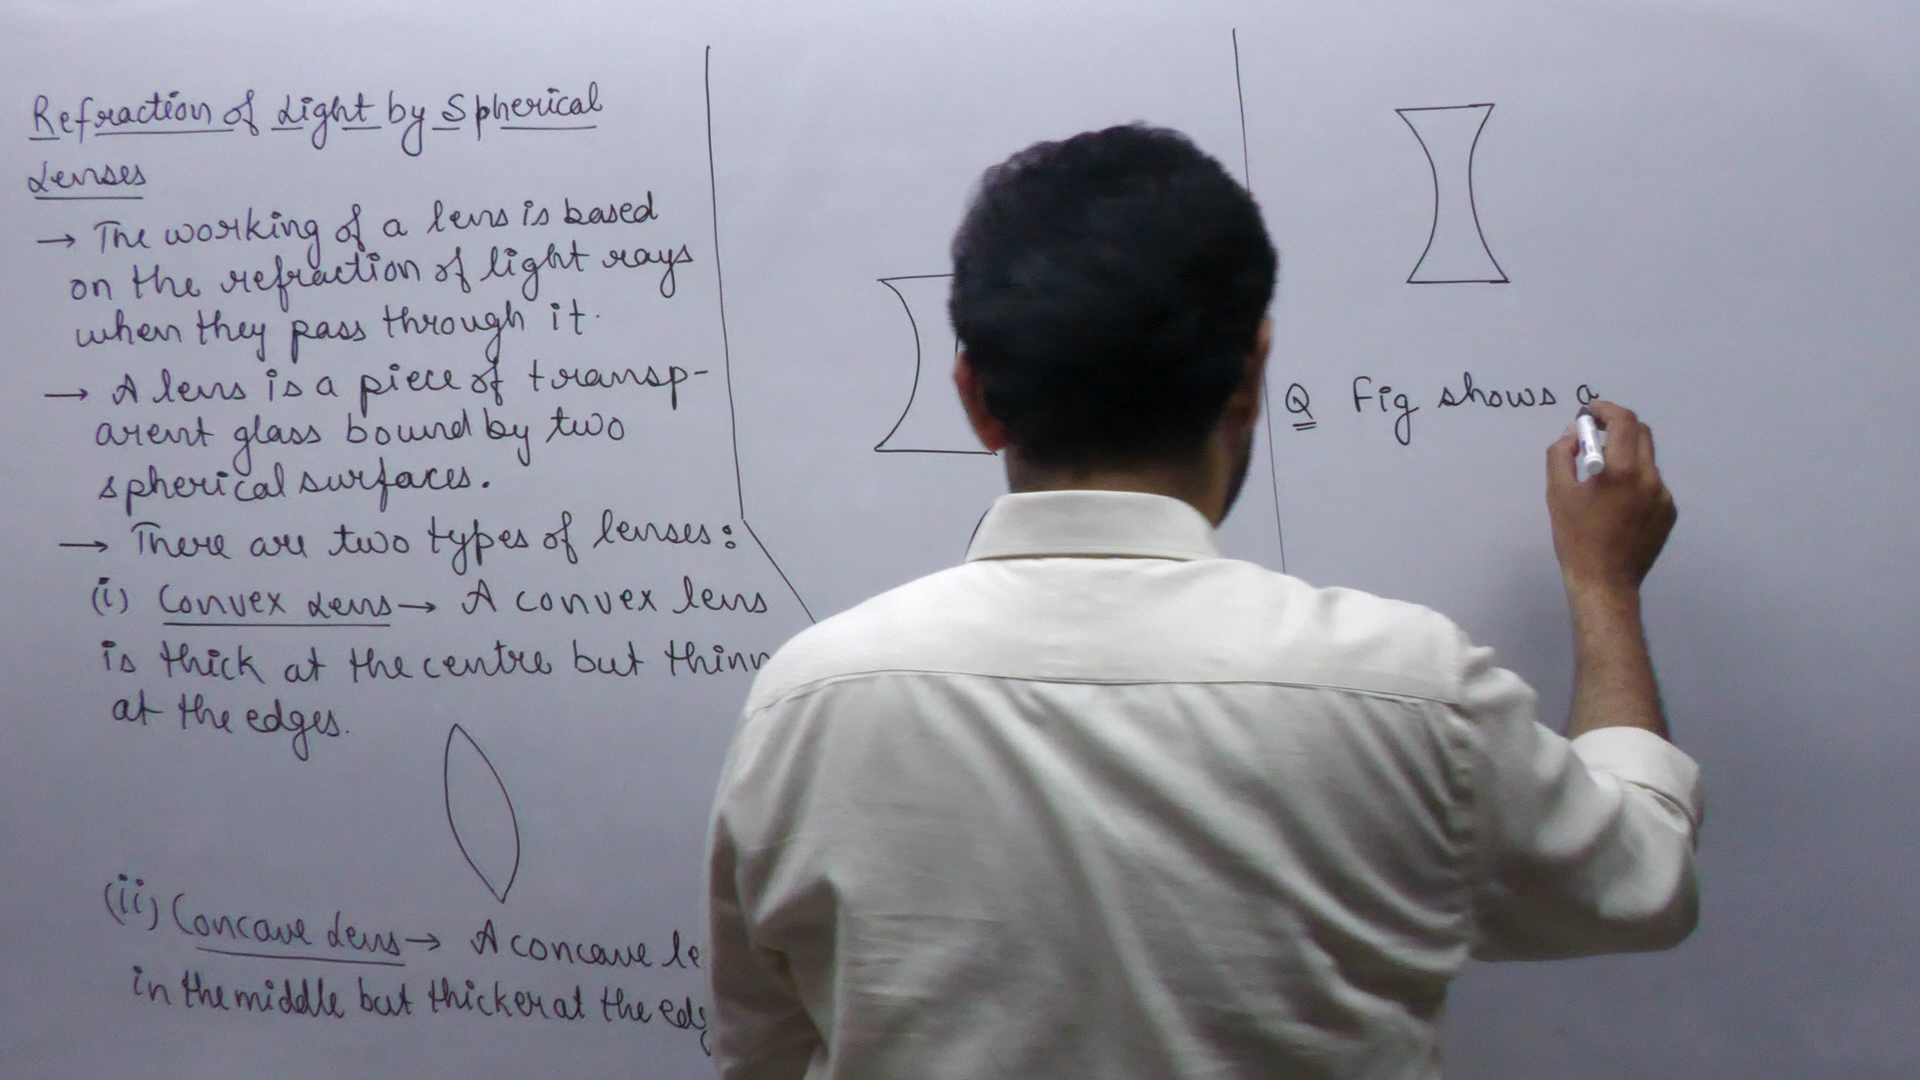 Refraction of Light by Spherical
Lenses
→ The working of a lens is based
on the refraction of light rays
when they pass through it.
→ A lens is a piece of transp-
arent glass bound by two
spherical surfaces.
→ There are two types of lenses:
(i) Convex Lens → A convex lens
is thick at the centre but
at the edges.
(ii) Concave Lens → A concave
in the middle but thicker at the
Q Fig shows a